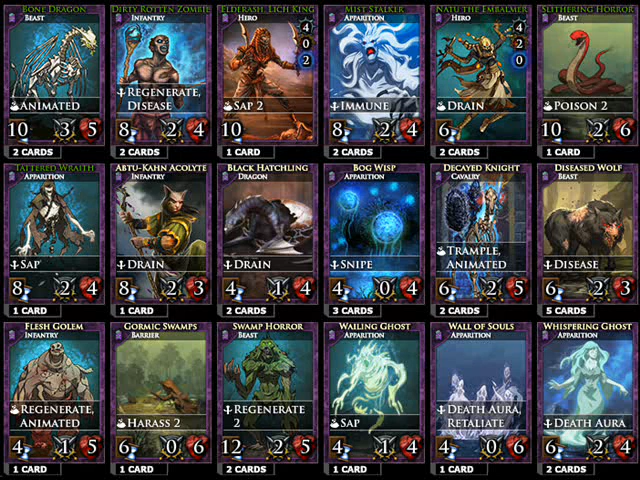 Bone Dragon
Beast
Animated
10 3 5
2 CARDS
Dirty Rotten Zombie
Infantry
Regenerate,
Disease
8 2 4
2 CARDS
Elderash, Lich King
Hero
4
0
2
Sap 2
10
1 CARD
Mist Stalker
Apparition
Immune
8 2 4
2 CARDS
Natu the Embalmer
Hero
4
2
0
Drain
6
2 CARDS
Slithering Horror
Beast
Poison 2
10 2 6
1 CARD
Tattered Wraith
Apparition
Sap
8 2 4
1 CARD
Abtu-Kahn Acolyte
Infantry
Drain
8 2 3
1 CARD
Black Hatchling
Dragon
Drain
4 1 4
2 CARDS
Bog Wisp
Apparition
Snipe
4 0 4
3 CARDS
Decayed Knight
Cavalry
Trample,
Animated
6 2 5
2 CARDS
Diseased Wolf
Beast
Disease
6 2 3
5 CARDS
Flesh Golem
Infantry
Regenerate,
Animated
4 1 5
1 CARD
Gormic Swamps
Barrier
Harass 2
6 0 6
1 CARD
Swamp Horror
Beast
Regenerate
2
12 2 5
2 CARDS
Wailing Ghost
Apparition
Sap
4 1 4
1 CARD
Wall of Souls
Apparition
Death Aura,
Retaliate
4 0 6
1 CARD
Whispering Ghost
Apparition
Death Aura
6 2 4
2 CARDS